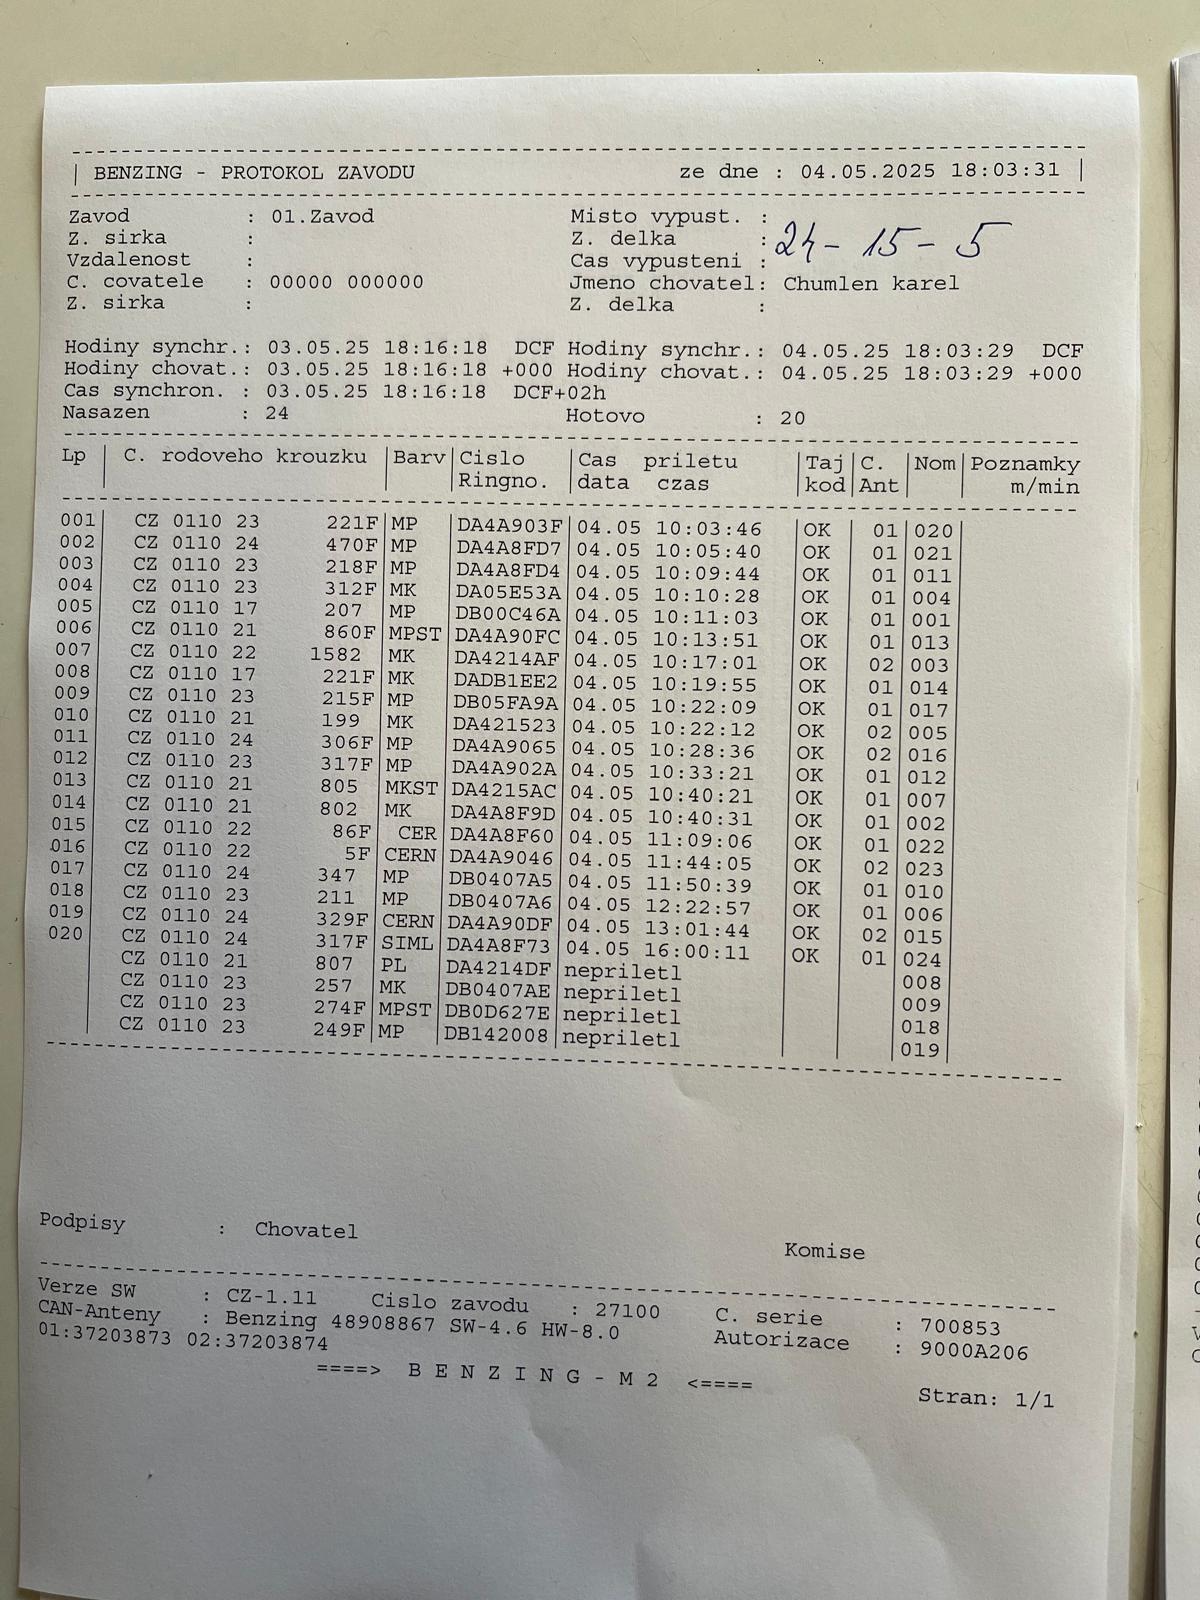 BENZING - PROTOKOL ZAVODU ze dne : 04.05.2025 18:03:31
Zavod : 01.Zavod Misto vypust. :
Z. sirka : Z. delka : 24-15-5
Vzdalenost : Cas vypusteni :
C. covatele : 00000 000000 Jmeno chovatel: Chumlen karel
Z. sirka : Z. delka :
Hodiny synchr.: 03.05.25 18:16:18 DCF Hodiny synchr.: 04.05.25 18:03:29 DCF
Hodiny chovat.: 03.05.25 18:16:18 +000 Hodiny chovat.: 04.05.25 18:03:29 +000
Cas synchron. : 03.05.25 18:16:18 DCF+02h
Nasazen : 24 Hotovo : 20
Lp | C. rodoveho krouzku | Barv | Cislo | Cas priletu | Taj | C. | Nom | Poznamky
Ringno. | data czas | kod | Ant | m/min
001 | CZ 0110 23 221F | MP | DA4A903F | 04.05 10:03:46 | OK | 01 | 020
002 | CZ 0110 24 470F | MP | DA4A8FD7 | 04.05 10:05:40 | OK | 01 | 021
003 | CZ 0110 23 218F | MP | DA4A8FD4 | 04.05 10:09:44 | OK | 01 | 011
004 | CZ 0110 23 312F | MK | DA05E53A | 04.05 10:10:28 | OK | 01 | 004
005 | CZ 0110 17 207 | MP | DB00C46A | 04.05 10:11:03 | OK | 01 | 001
006 | CZ 0110 21 860F | MPST | DA4A90FC | 04.05 10:13:51 | OK | 01 | 013
007 | CZ 0110 22 1582 | MK | DA4214AF | 04.05 10:17:01 | OK | 02 | 003
008 | CZ 0110 17 221F | MK | DADB1EE2 | 04.05 10:19:55 | OK | 01 | 014
009 | CZ 0110 23 215F | MP | DB05FA9A | 04.05 10:22:09 | OK | 01 | 017
010 | CZ 0110 21 199 | MK | DA421523 | 04.05 10:22:12 | OK | 02 | 005
011 | CZ 0110 24 306F | MP | DA4A9065 | 04.05 10:28:36 | OK | 02 | 016
012 | CZ 0110 23 317F | MP | DA4A902A | 04.05 10:33:21 | OK | 01 | 012
013 | CZ 0110 21 805 | MKST | DA4215AC | 04.05 10:40:21 | OK | 01 | 007
014 | CZ 0110 21 802 | MK | DA4A8F9D | 04.05 10:40:31 | OK | 01 | 002
015 | CZ 0110 22 86F | CER | DA4A8F60 | 04.05 11:09:06 | OK | 01 | 022
016 | CZ 0110 22 5F | CERN | DA4A9046 | 04.05 11:44:05 | OK | 02 | 023
017 | CZ 0110 24 347 | MP | DB0407A5 | 04.05 11:50:39 | OK | 01 | 010
018 | CZ 0110 23 211 | MP | DB0407A6 | 04.05 12:22:57 | OK | 01 | 006
019 | CZ 0110 24 329F | CERN | DA4A90DF | 04.05 13:01:44 | OK | 02 | 015
020 | CZ 0110 24 317F | SIML | DA4A8F73 | 04.05 16:00:11 | OK | 01 | 024
CZ 0110 21 807 | PL | DA4214DF | nepriletl | 008
CZ 0110 23 257 | MK | DB0407AE | nepriletl | 009
CZ 0110 23 274F | MPST | DB0D627E | nepriletl | 018
CZ 0110 23 249F | MP | DB142008 | nepriletl | 019
Podpisy : Chovatel Komise
Verze SW : CZ-1.11 Cislo zavodu : 27100 C. serie : 700853
CAN-Anteny : Benzing 48908867 SW-4.6 HW-8.0 Autorizace : 9000A206
01:37203873 02:37203874
====> B E N Z I N G - M 2 <====
Stran: 1/1